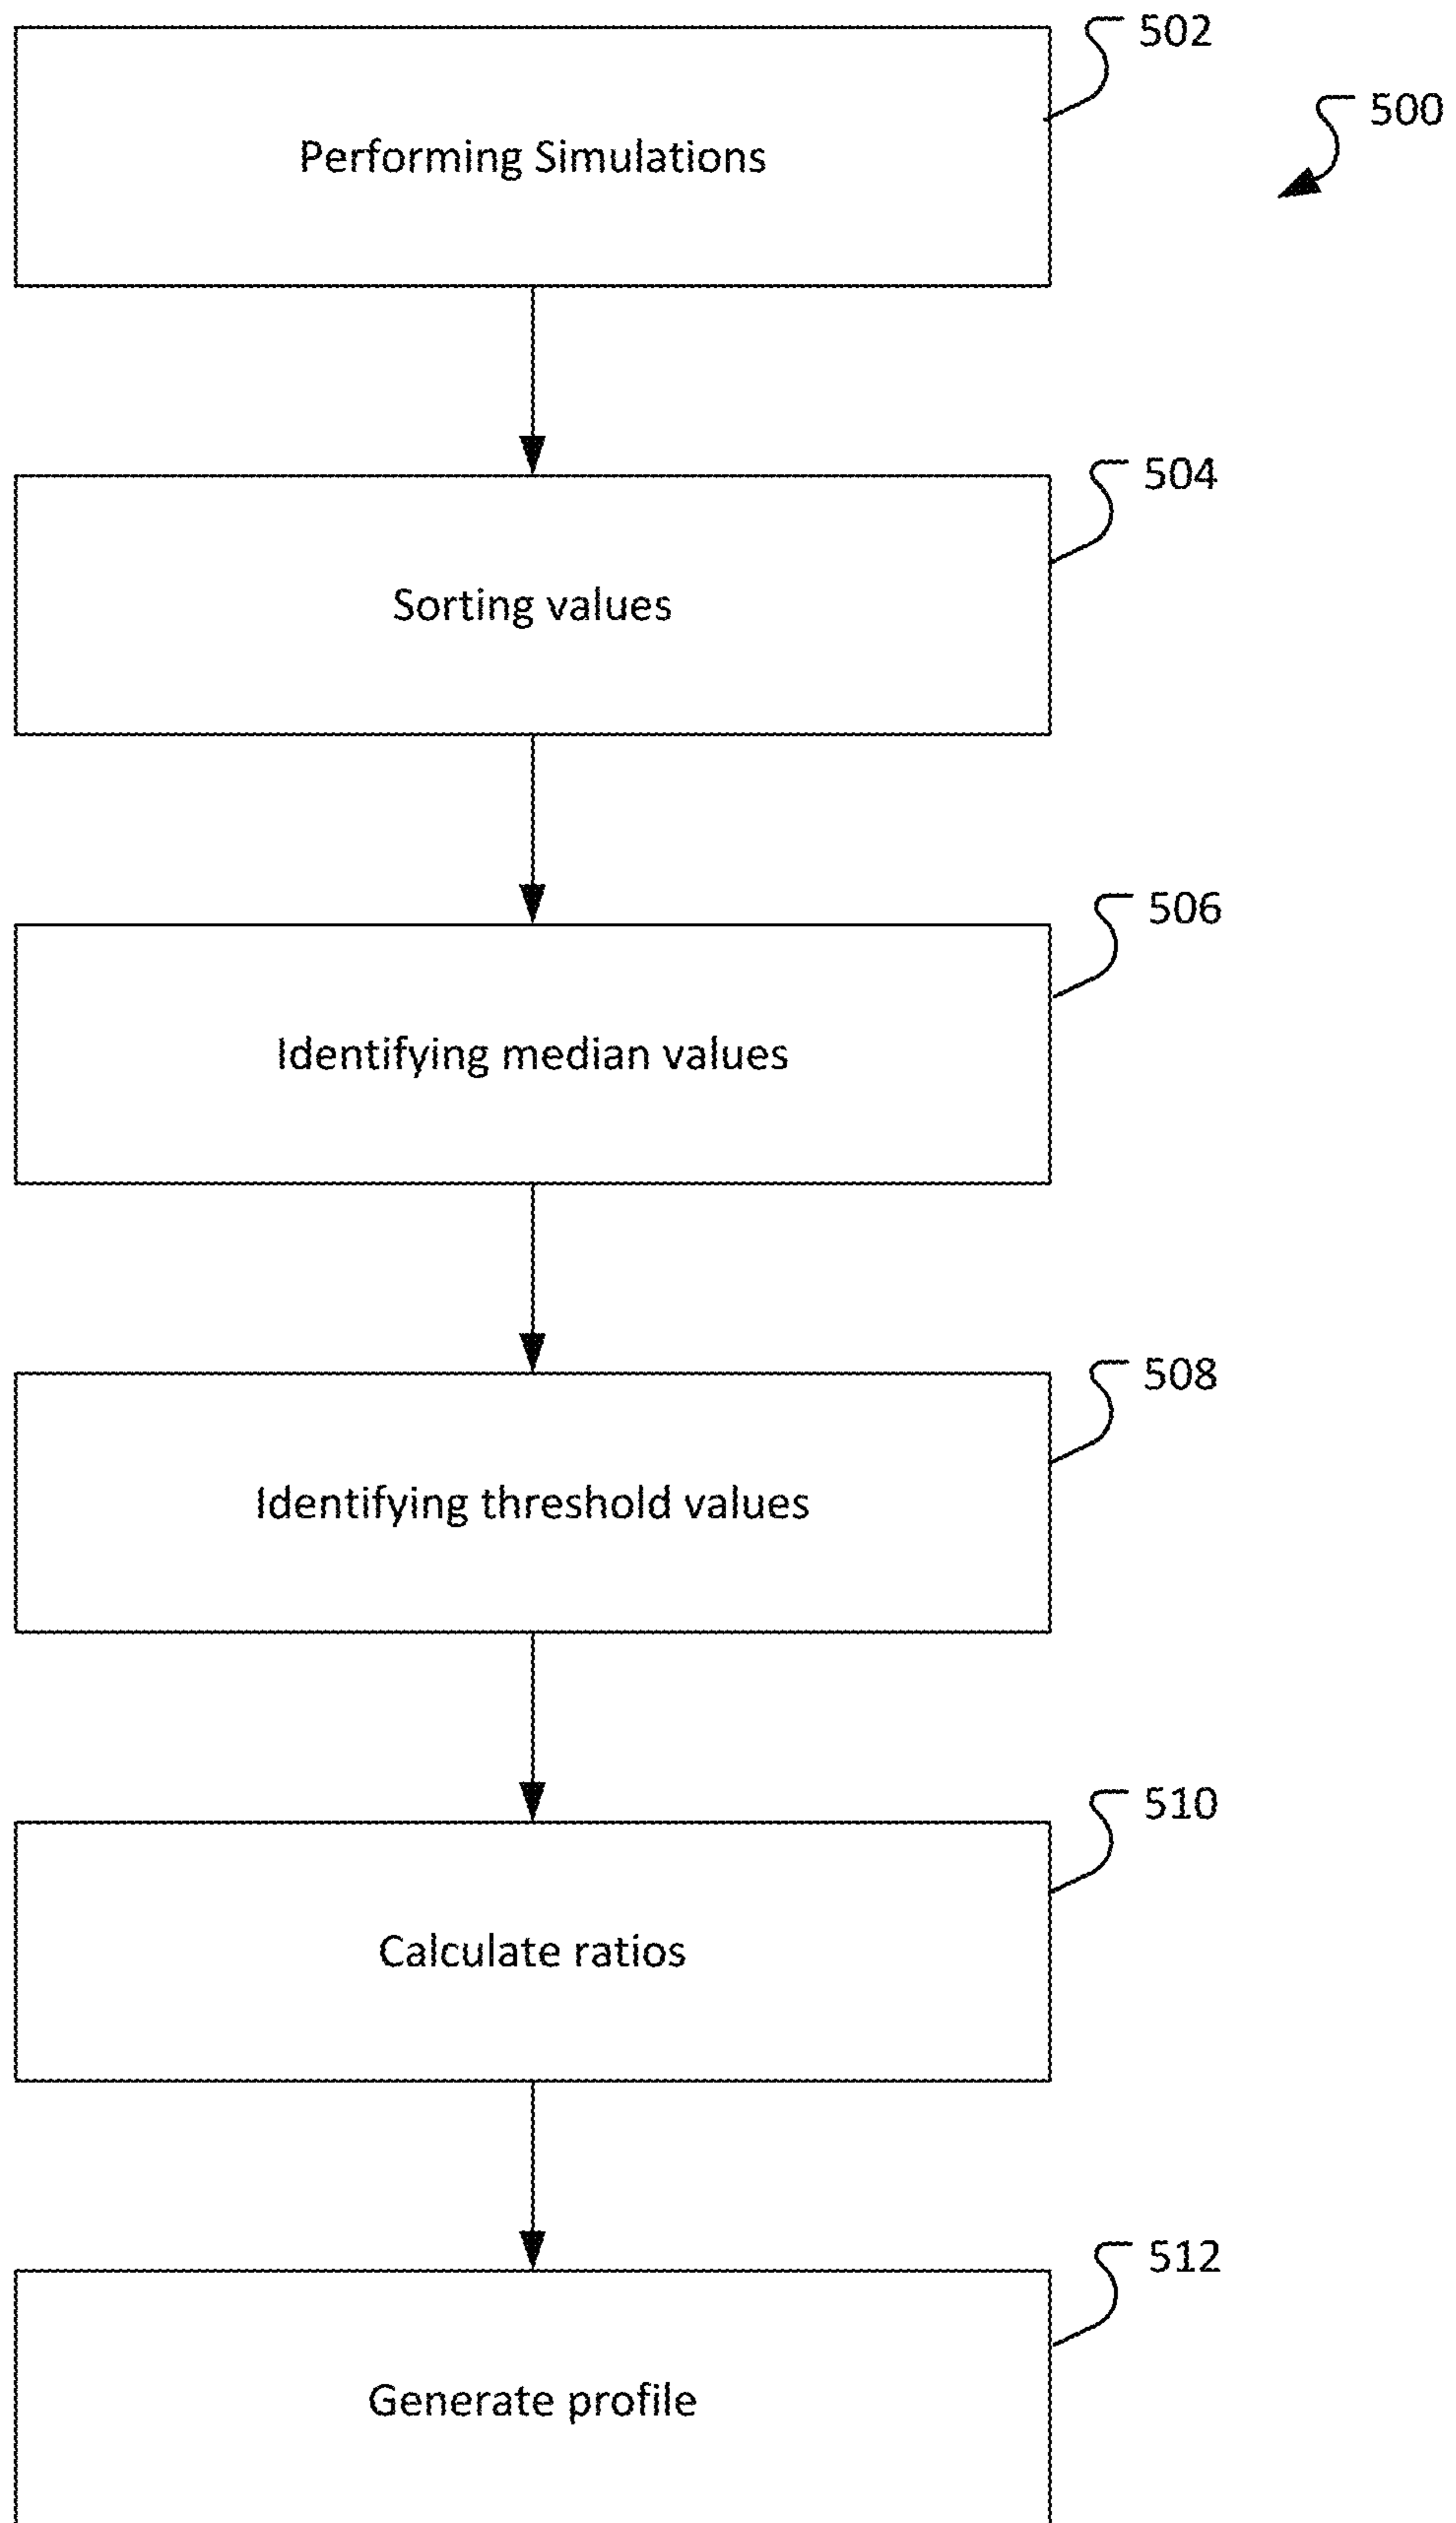 502
500
Performing Simulations
504
Sorting values
506
Identifying median values
508
Identifying threshold values
510
Calculate ratios
512
Generate profile